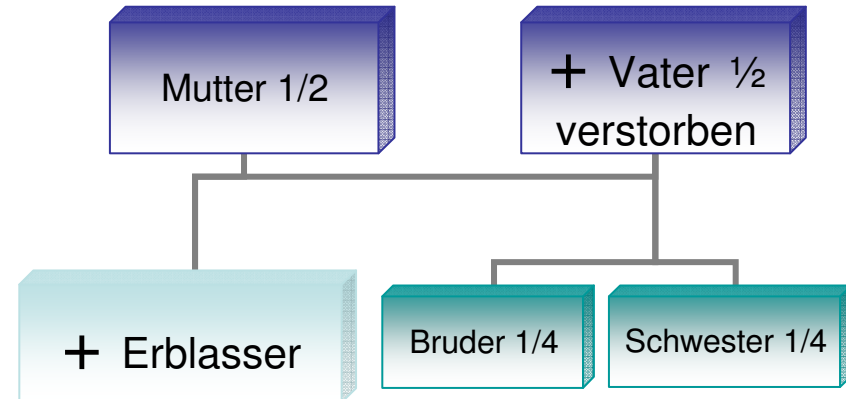 Mutter 1/2
+ Vater ½
verstorben
+ Erblasser
Bruder 1/4
Schwester 1/4